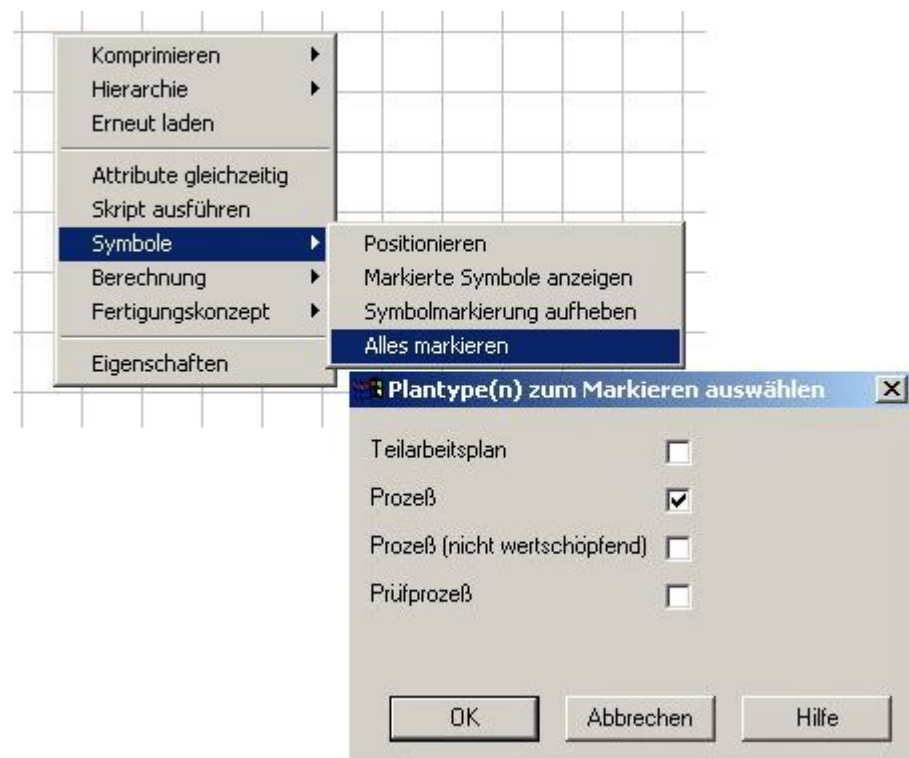 Komprimieren
Hierarchie
Erneut laden
Attribute gleichzeitig
Skript ausführen
Symbole
Berechnung
Fertigungskonzept
Eigenschaften
Positionieren
Markierte Symbole anzeigen
Symbolmarkierung aufheben
Alles markieren
Plantype(n) zum Markieren auswählen
Teilarbeitsplan
Prozeß
Prozeß (nicht wertschöpfend)
Prüfprozeß
OK Abbrechen Hilfe